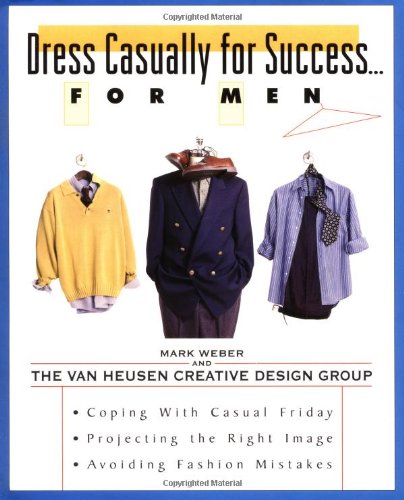 Copyrighted Material
Dress Casually for Success...
FOR MEN
MARK WEBER
AND
THE VAN HEUSEN CREATIVE DESIGN GROUP
• Coping With Casual Friday
• Projecting the Right Image
• Avoiding Fashion Mistakes
Copyrighted Material